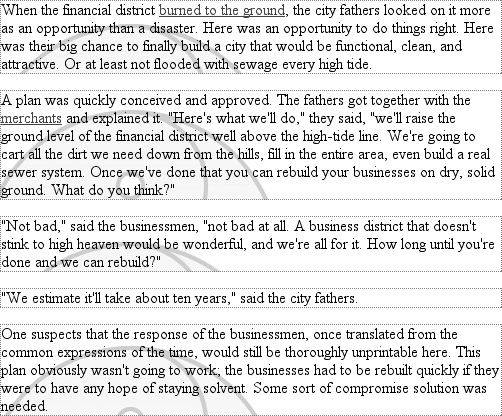 When the financial district burned to the ground, the city fathers looked on it more
as an opportunity than a disaster. Here was an opportunity to do things right. Here
was their big chance to finally build a city that would be functional, clean, and
attractive. Or at least not flooded with sewage every high tide.
A plan was quickly conceived and approved. The fathers got together with the
merchants and explained it. "Here's what we'll do," they said, "we'll raise the
ground level of the financial district well above the high-tide line. We're going to
cart all the dirt we need down from the hills, fill in the entire area, even build a real
sewer system. Once we've done that you can rebuild your businesses on dry, solid
ground. What do you think?"
"Not bad," said the businessmen, "not bad at all. A business district that doesn't
stink to high heaven would be wonderful, and we're all for it. How long until you're
done and we can rebuild?"
"We estimate it'll take about ten years," said the city fathers.
One suspects that the response of the businessmen, once translated from the
common expressions of the time, would still be thoroughly unprintable here. This
plan obviously wasn't going to work; the businesses had to be rebuilt quickly if they
were to have any hope of staying solvent. Some sort of compromise solution was
needed.